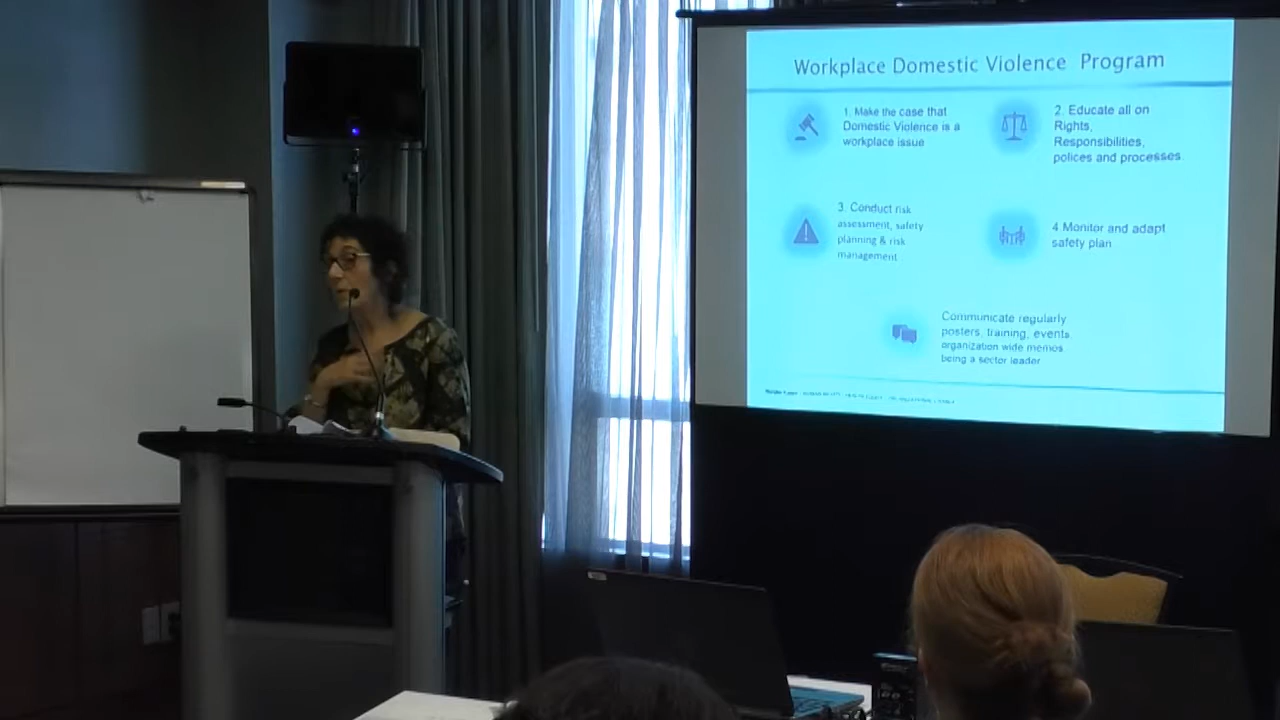 Workplace Domestic Violence Program
1. Make the case that
Domestic Violence is a
workplace issue
2. Educate all on
Rights,
Responsibilities,
polices and processes.
3. Conduct risk
assessment, safety
planning & risk
management
4 Monitor and adapt
safety plan
Communicate regularly
posters, training, events
organization wide memos
being a sector leader